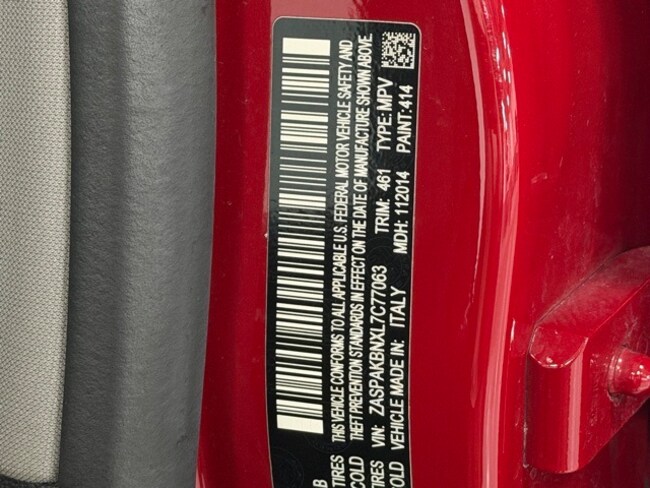 THIS VEHICLE CONFORMS TO ALL APPLICABLE U.S. FEDERAL MOTOR VEHICLE SAFETY AND
THEFT PREVENTION STANDARDS IN EFFECT ON THE DATE OF MANUFACTURE SHOWN ABOVE
VIN: ZASPAKBNXL7C77063 TRIM: 461 TYPE: MPV
VEHICLE MADE IN: ITALY MDH: 112014 PAINT: 414
B
TIRES
COLD
TIRES
COLD